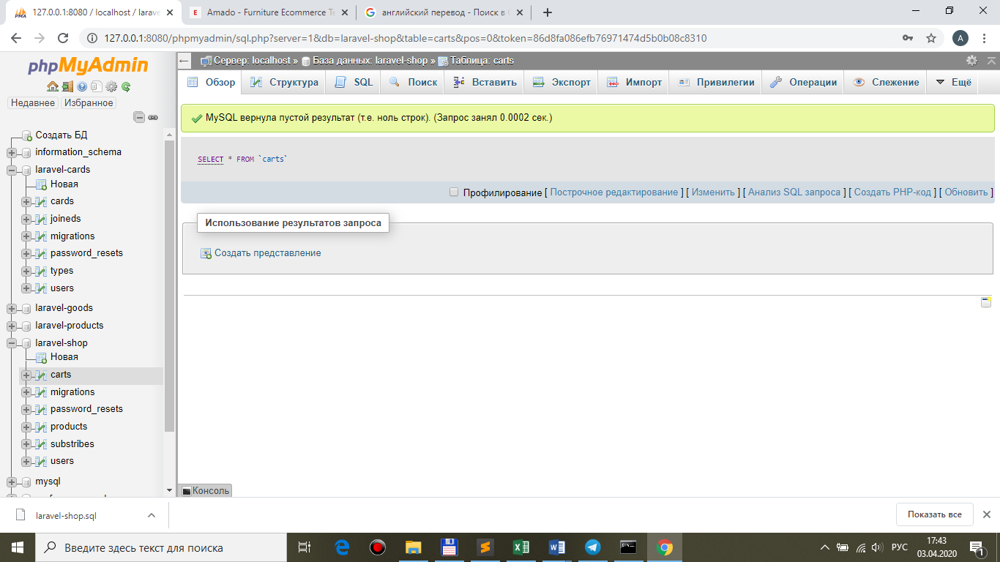 127.0.0.1:8080 / localhost / larave
Amado - Furniture Ecommerce Te
английский перевод - Поиск в G
127.0.0.1:8080/phpmyadmin/sql.php?server=1&db=laravel-shop&table=carts&pos=0&token=86d8fa086efb76971474d5b0b08c8310
A
phpMyAdmin
Недавнее Избранное
Создать БД
information_schema
laravel-cards
Новая
cards
joineds
migrations
password_resets
types
users
laravel-goods
laravel-products
laravel-shop
Новая
carts
migrations
password_resets
products
substribes
users
mysql
Сервер: localhost » База данных: laravel-shop » Таблица: carts
Обзор Структура SQL Поиск Вставить Экспорт Импорт Привилегии Операции Слежение Ещё
MySQL вернула пустой результат (т.е. ноль строк). (Запрос занял 0.0002 сек.)
SELECT * FROM `carts`
Профилирование [ Построчное редактирование ] [ Изменить ] [ Анализ SQL запроса ] [ Создать PHP-код ] [ Обновить ]
Использование результатов запроса
Создать представление
Консоль
laravel-shop.sql
Показать все
Введите здесь текст для поиска
РУС
17:43
03.04.2020
1